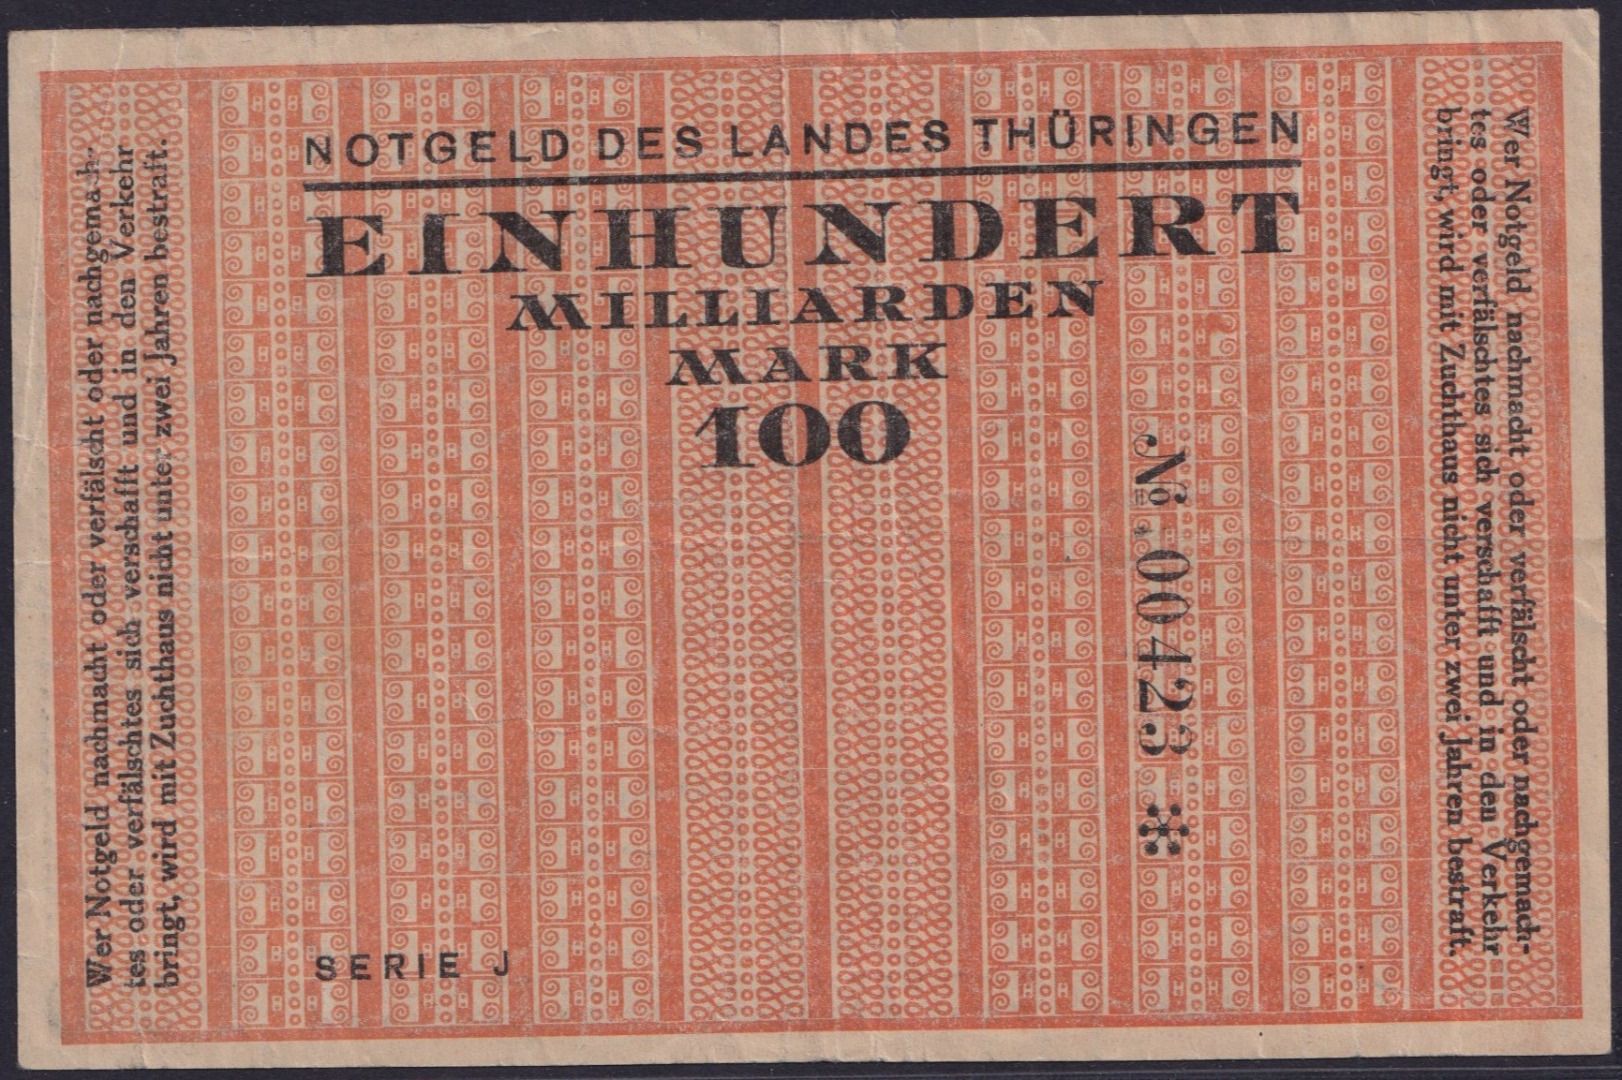 NOTGELD DES LANDES THÜRINGEN
EINHUNDERT
MILLIARDEN
MARK
100
№.00423 *
SERIE J
Wer Notgeld nachmacht oder verfälscht oder nachgemach-
tes oder verfälschtes sich verschafft und in den Verkehr
bringt, wird mit Zuchthaus nicht unter zwei Jahren bestraft.
Wer Notgeld nachmacht oder verfälscht oder nachgemach-
tes oder verfälschtes sich verschafft und in den Verkehr
bringt, wird mit Zuchthaus nicht unter zwei Jahren bestraft.